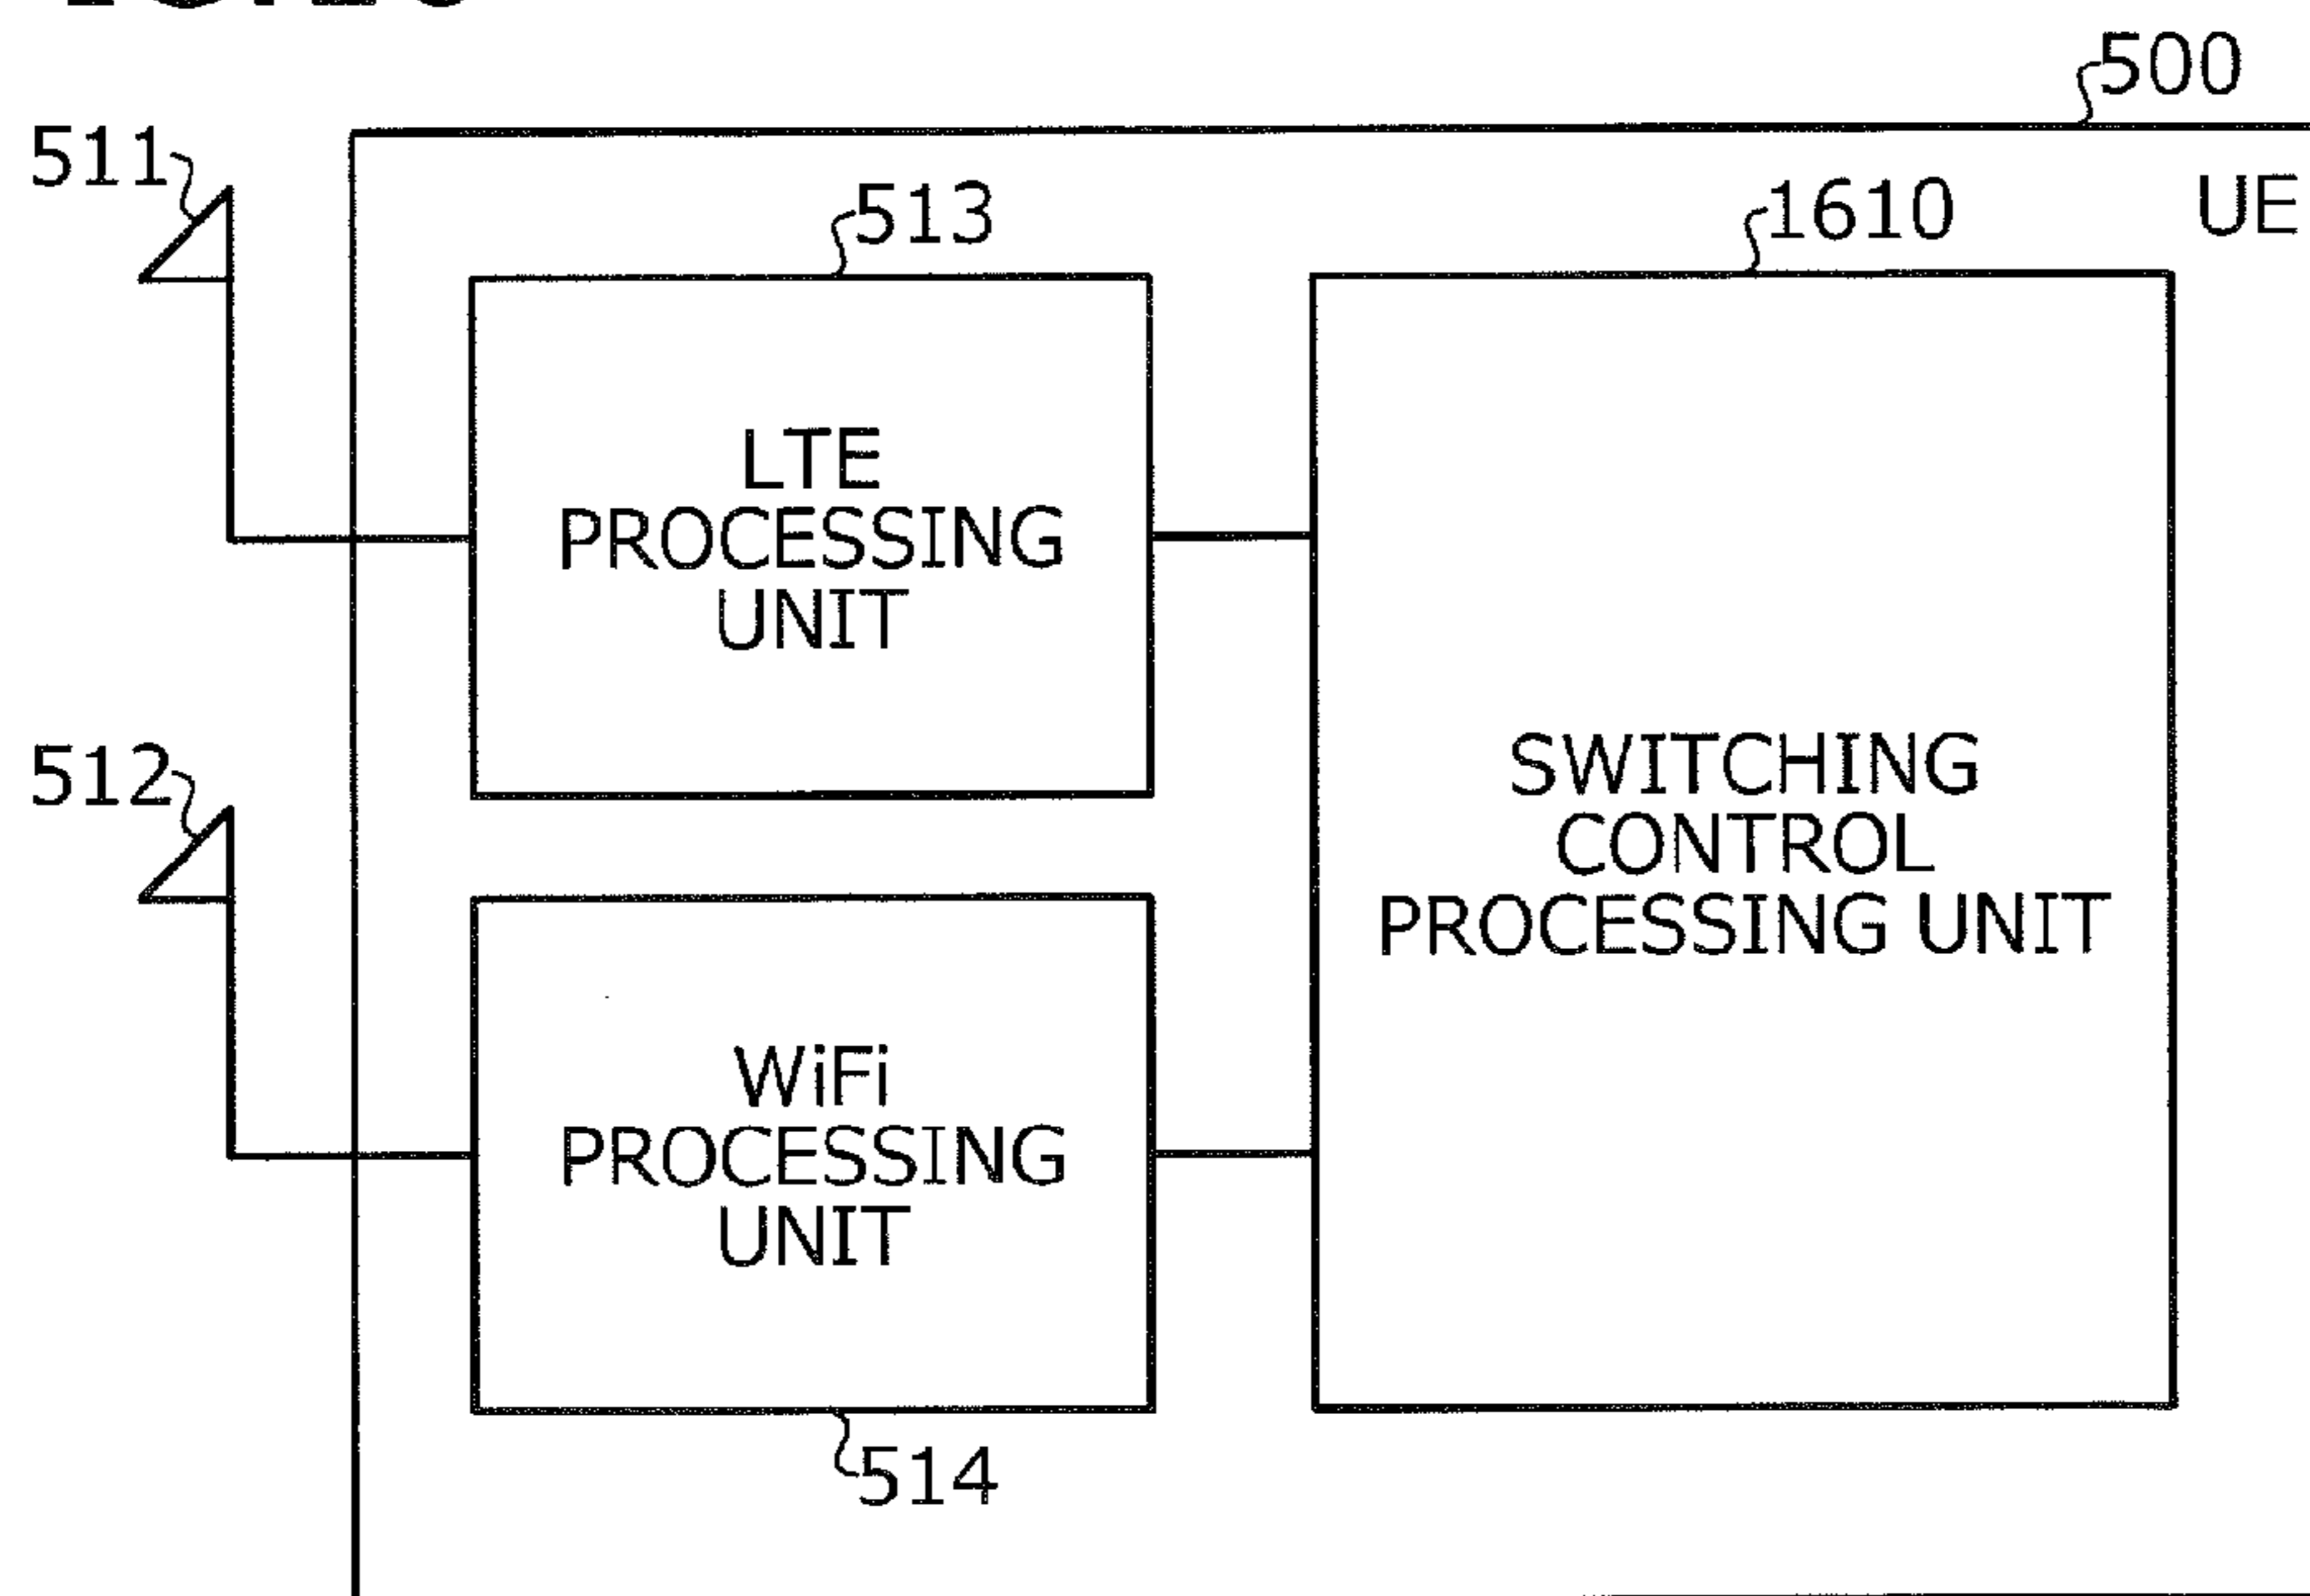 500
511
513
1610
UE
LTE
PROCESSING
UNIT
512
SWITCHING
CONTROL
PROCESSING UNIT
WiFi
PROCESSING
UNIT
514